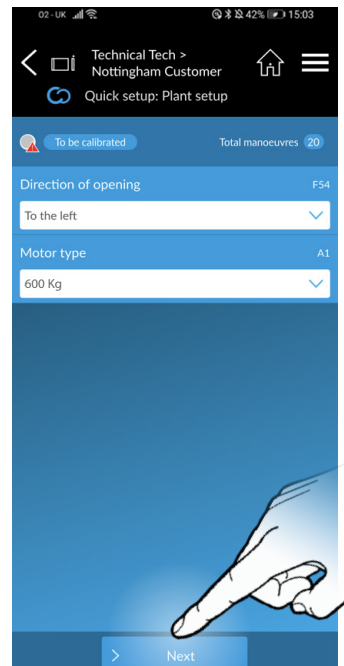 02-UK 42% 15:03
Technical Tech >
Nottingham Customer
Quick setup: Plant setup
To be calibrated Total manoeuvres 20
Direction of opening F54
To the left
Motor type A1
600 Kg
> Next